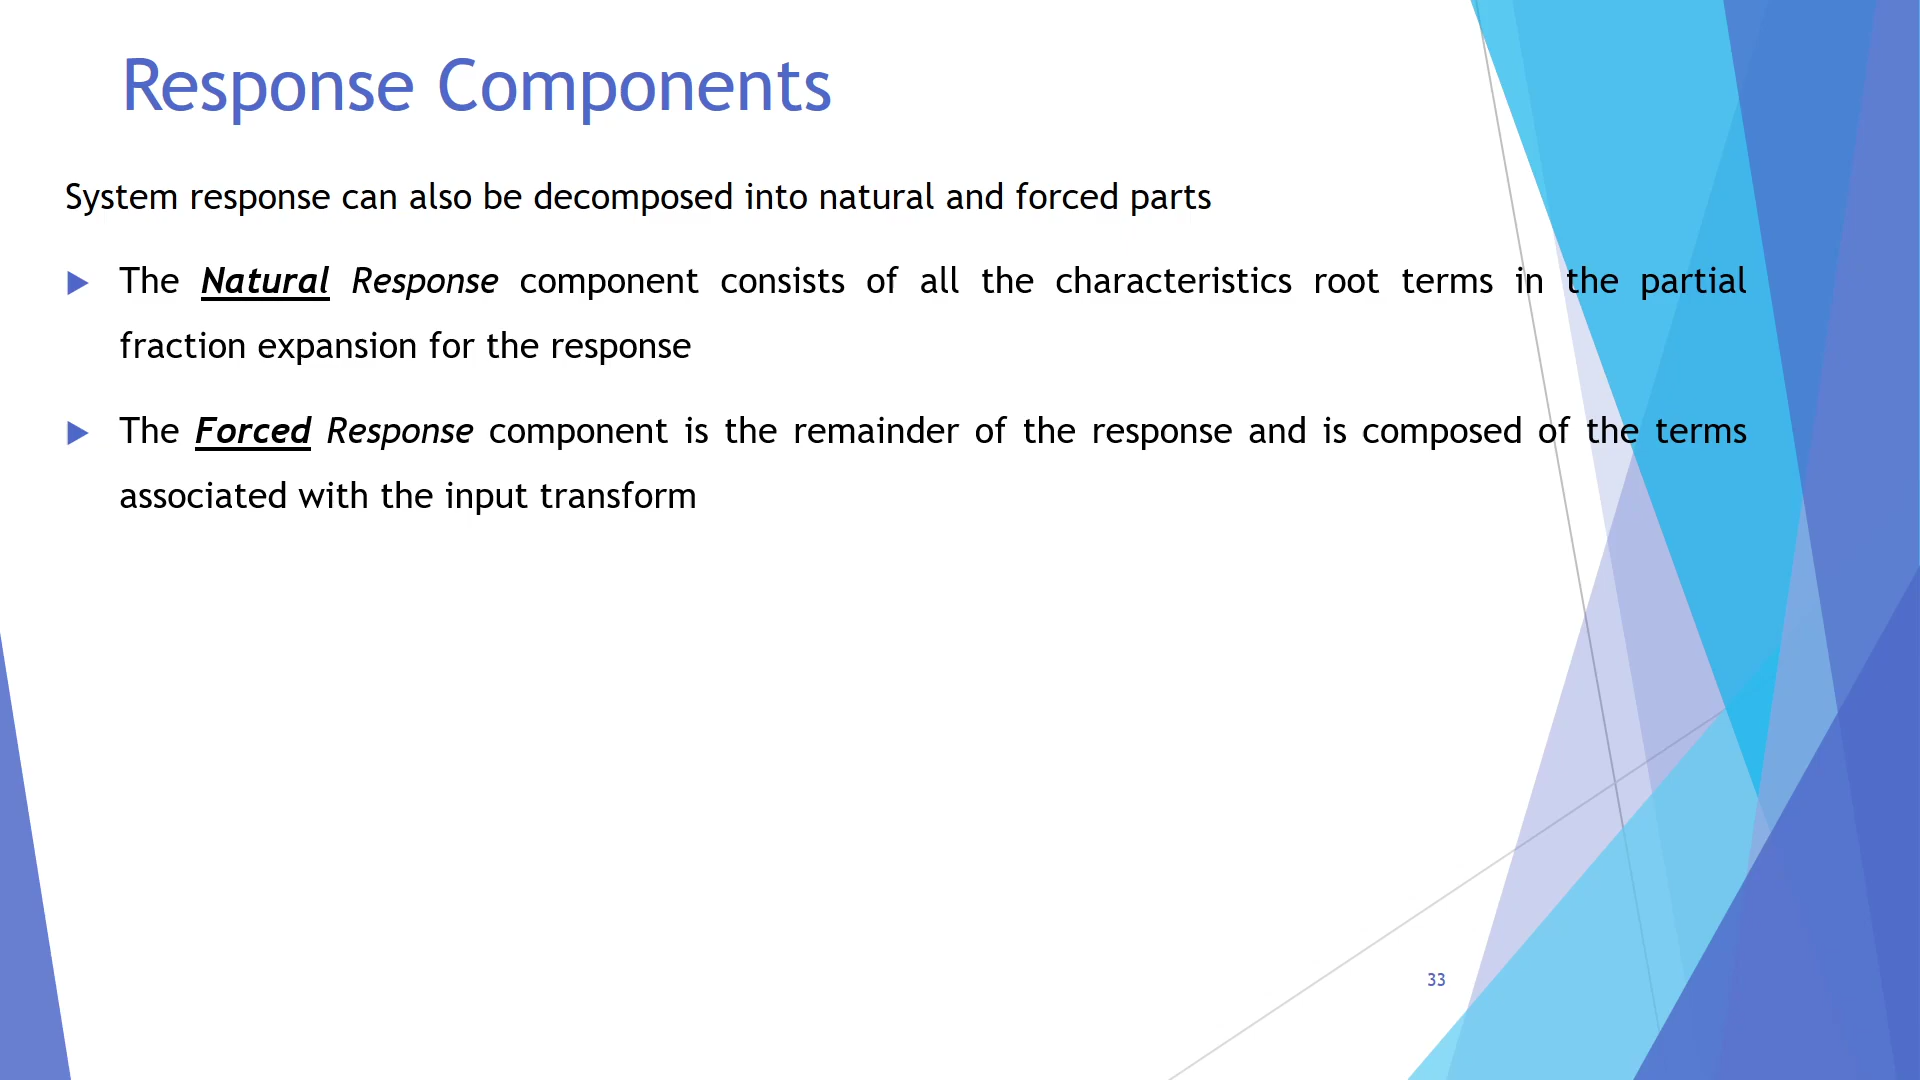 Response Components
System response can also be decomposed into natural and forced parts
The Natural Response component consists of all the characteristics root terms in the partial
fraction expansion for the response
The Forced Response component is the remainder of the response and is composed of the terms
associated with the input transform
33